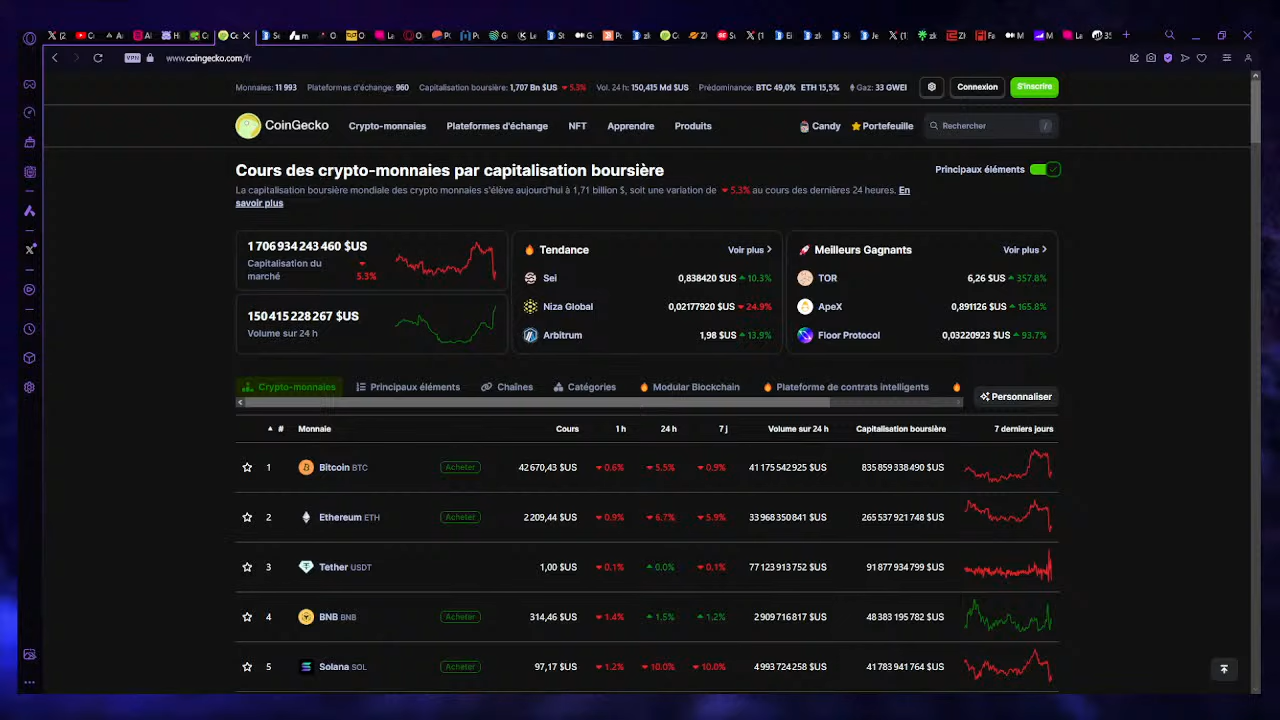 VPN www.coingecko.com/fr
Monnaies: 11 993 Plateformes d'échange: 960 Capitalisation boursière: 1,707 Bn $US 5.3% Vol. 24 h: 150,415 Md $US Prédominance: BTC 49,0% ETH 15,5% Gaz: 33 GWEI Connexion S'inscrire
CoinGecko Crypto-monnaies Plateformes d'échange NFT Apprendre Produits Candy Portefeuille Rechercher /
Cours des crypto-monnaies par capitalisation boursière Principaux éléments
La capitalisation boursière mondiale des crypto monnaies s'élève aujourd'hui à 1,71 billion $, soit une variation de 5.3% au cours des dernières 24 heures. En
savoir plus
1 706 934 243 460 $US
Capitalisation du
marché 5.3%
150 415 228 267 $US
Volume sur 24 h
Tendance Voir plus
Sei 0,838420 $US 10.3%
Niza Global 0,02177920 $US 24.9%
Arbitrum 1,98 $US 13.9%
Meilleurs Gagnants Voir plus
TOR 6,26 $US 357.8%
ApeX 0,891126 $US 165.8%
Floor Protocol 0,03220923 $US 93.7%
Crypto-monnaies Principaux éléments Chaînes Catégories Modular Blockchain Plateforme de contrats intelligents Personnaliser
# Monnaie Cours 1 h 24 h 7 j Volume sur 24 h Capitalisation boursière 7 derniers jours
1 Bitcoin BTC Acheter 42 670,43 $US 0.6% 5.5% 0.9% 41 175 542 925 $US 835 893 338 490 $US
2 Ethereum ETH Acheter 2 209,44 $US 0.9% 6.7% 5.9% 33 968 350 841 $US 265 537 921 748 $US
3 Tether USDT 1,00 $US 0.1% 0.0% 0.1% 77 123 913 752 $US 91 877 934 799 $US
4 BNB BNB Acheter 314,46 $US 1.4% 1.5% 1.2% 2 909 716 817 $US 48 383 195 782 $US
5 Solana SOL Acheter 97,17 $US 1.2% 10.0% 10.0% 4 993 724 258 $US 41 783 941 764 $US